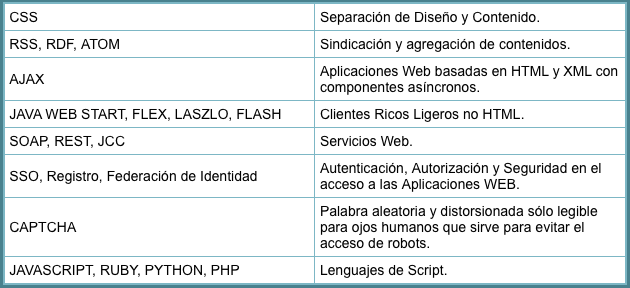 CSS
Separación de Diseño y Contenido.
RSS, RDF, ATOM
Sindicación y agregación de contenidos.
AJAX
Aplicaciones Web basadas en HTML y XML con
componentes asíncronos.
JAVA WEB START, FLEX, LASZLO, FLASH
Clientes Ricos Ligeros no HTML.
SOAP, REST, JCC
Servicios Web.
SSO, Registro, Federación de Identidad
Autenticación, Autorización y Seguridad en el
acceso a las Aplicaciones WEB.
CAPTCHA
Palabra aleatoria y distorsionada sólo legible
para ojos humanos que sirve para evitar el
acceso de robots.
JAVASCRIPT, RUBY, PYTHON, PHP
Lenguajes de Script.